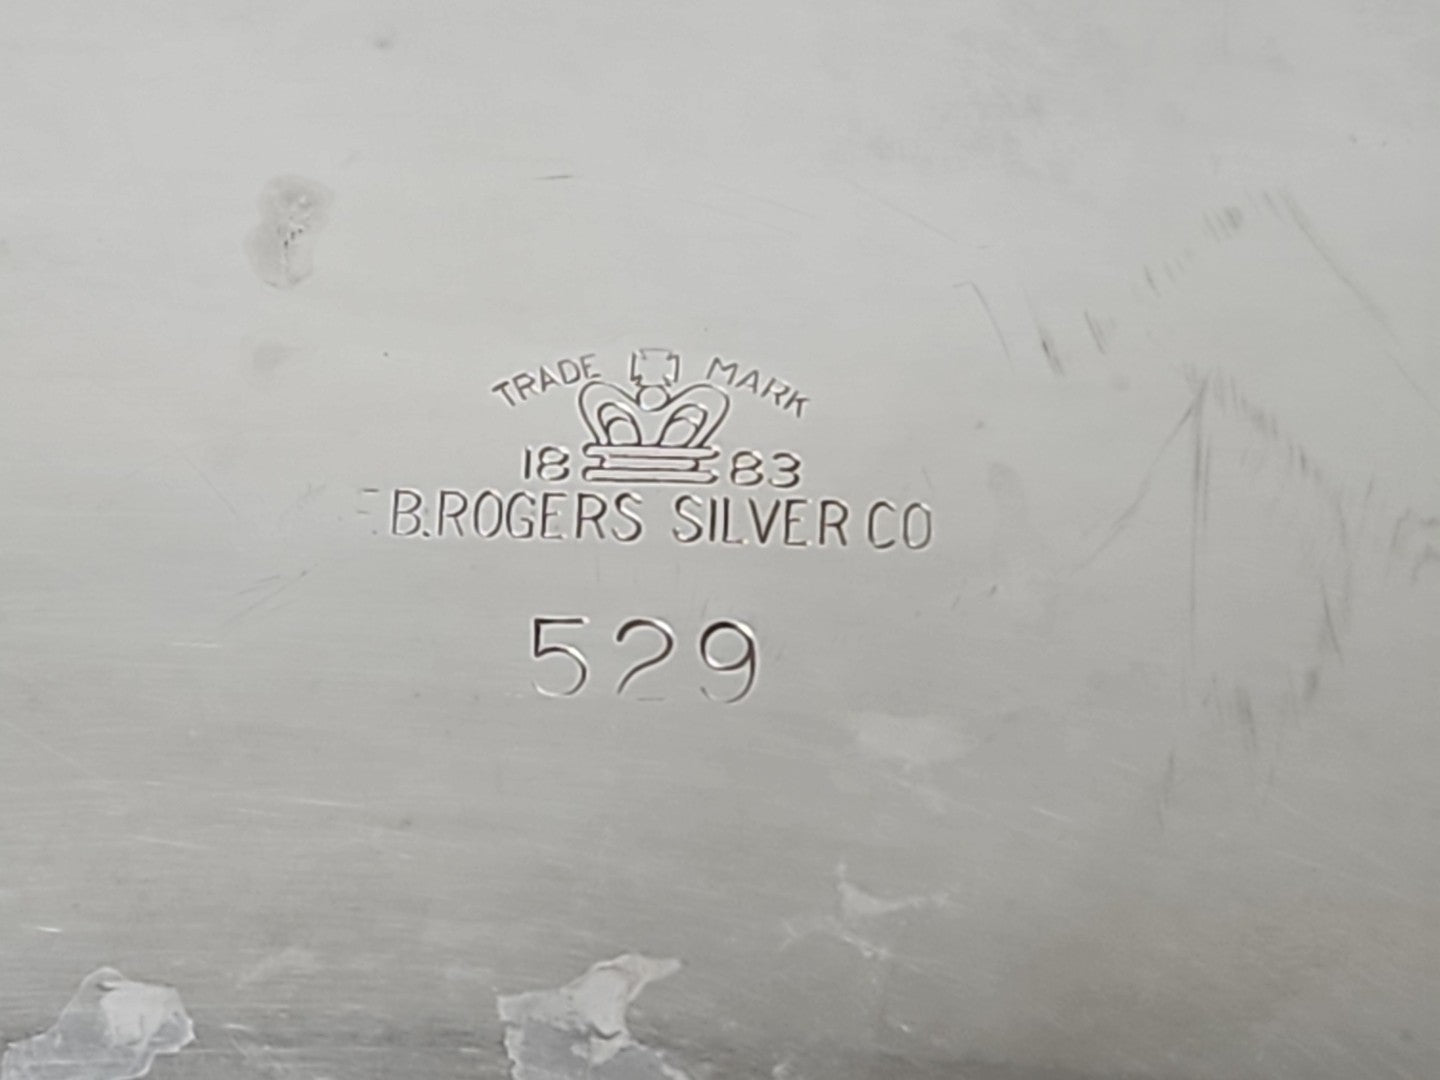 TRADE MARK
18 83
F.B.ROGERS SILVER CO
529